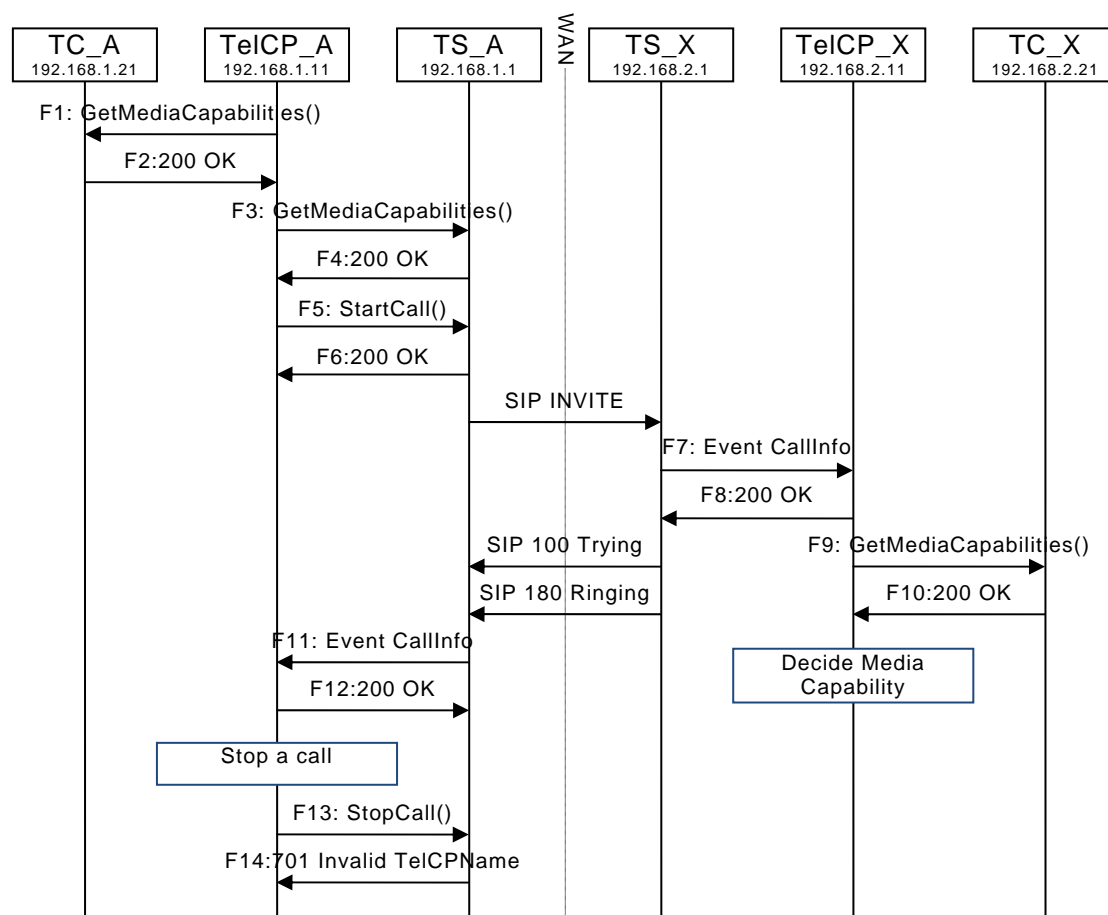 WAN
TC_A
192.168.1.21
TelCP_A
192.168.1.11
TS_A
192.168.1.1
TS_X
192.168.2.1
TelCP_X
192.168.2.11
TC_X
192.168.2.21
F1: GetMediaCapabilities()
F2:200 OK
F3: GetMediaCapabilities()
F4:200 OK
F5: StartCall()
F6:200 OK
SIP INVITE
F7: Event CallInfo
F8:200 OK
SIP 100 Trying
F9: GetMediaCapabilities()
SIP 180 Ringing
F10:200 OK
F11: Event CallInfo
Decide Media
Capability
F12:200 OK
Stop a call
F13: StopCall()
F14:701 Invalid TelCPName